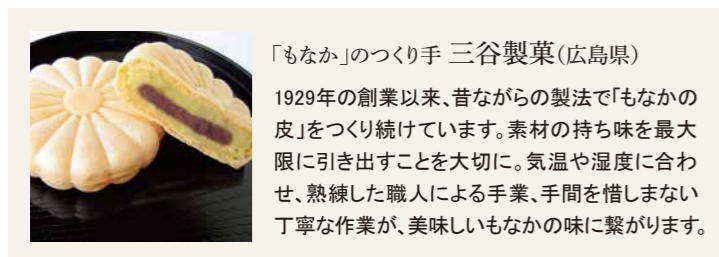 「もなか」のつくり手 三谷製菓(広島県)
1929年の創業以来、昔ながらの製法で「もなかの
皮」をつくり続けています。素材の持ち味を最大
限に引き出すことを大切に。気温や湿度に合わ
せ、熟練した職人による手業、手間を惜しまない
丁寧な作業が、美味しいもなかの味に繋がります。